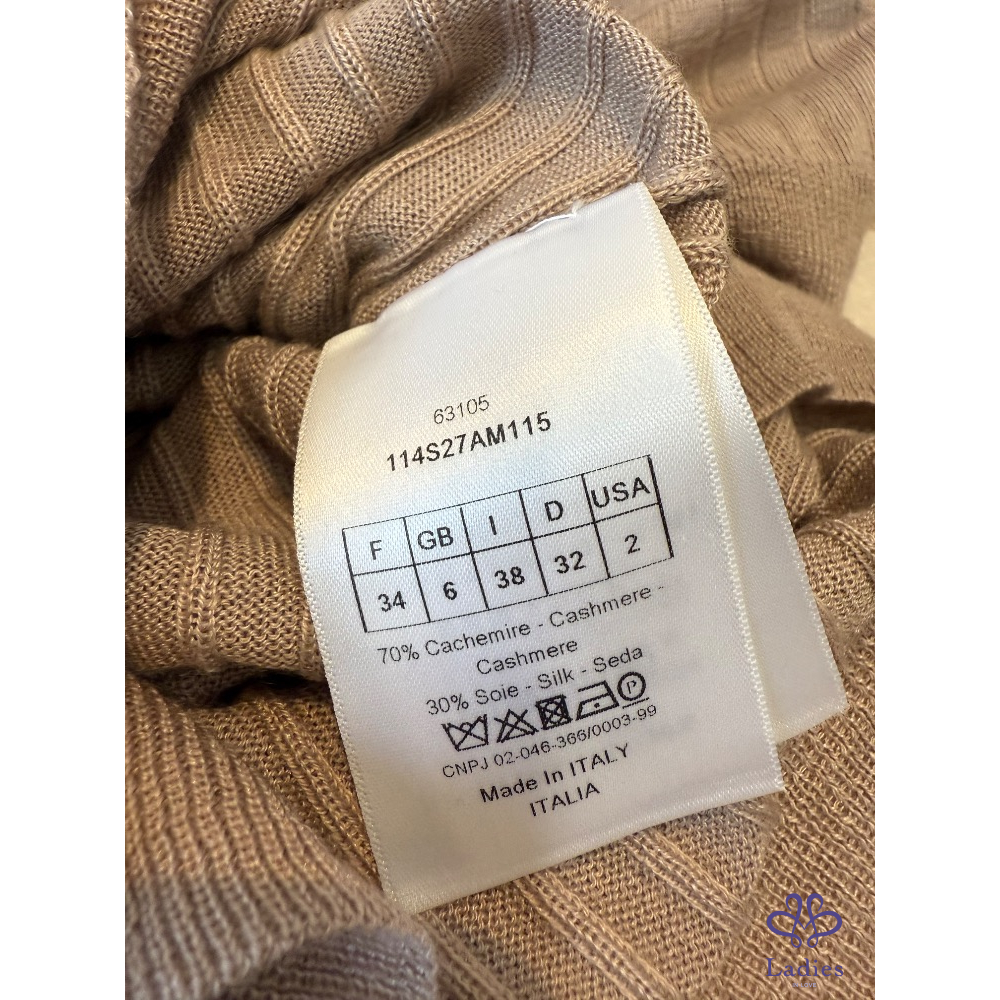 63105
114S27AM115
F GB I D USA
34 6 38 32 2
70% Cachemire - Cashmere -
Cashmere
30% Soie - Silk - Seda
P
CNPJ 02-046-366/0003-99
Made In ITALY
ITALIA
Ladies